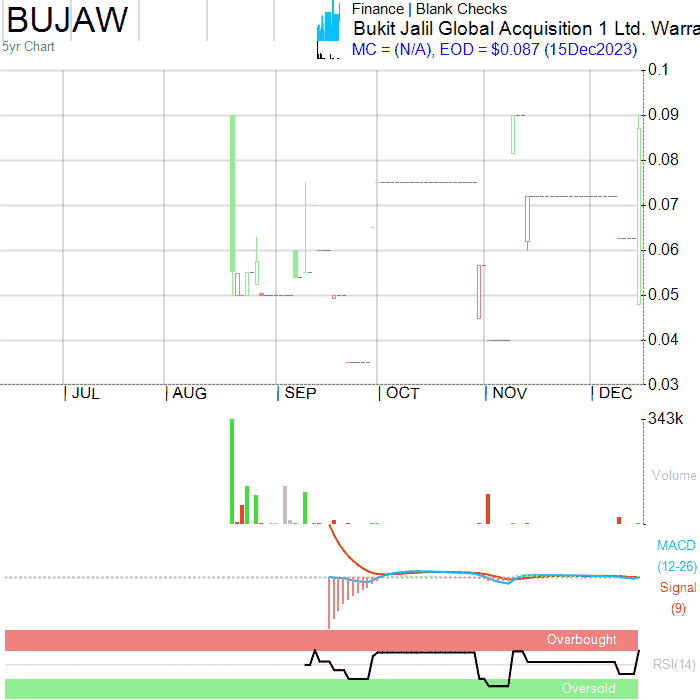 BUJAW
5yr Chart
Finance | Blank Checks
Bukit Jalil Global Acquisition 1 Ltd. Warra
MC = (N/A), EOD = $0.087 (15Dec2023)
0.1
0.09
0.08
0.07
0.06
0.05
0.04
0.03
JUL AUG SEP OCT NOV DEC
343k
Volume
MACD
(12-26)
Signal
(9)
Overbought
RSI(14)
Oversold